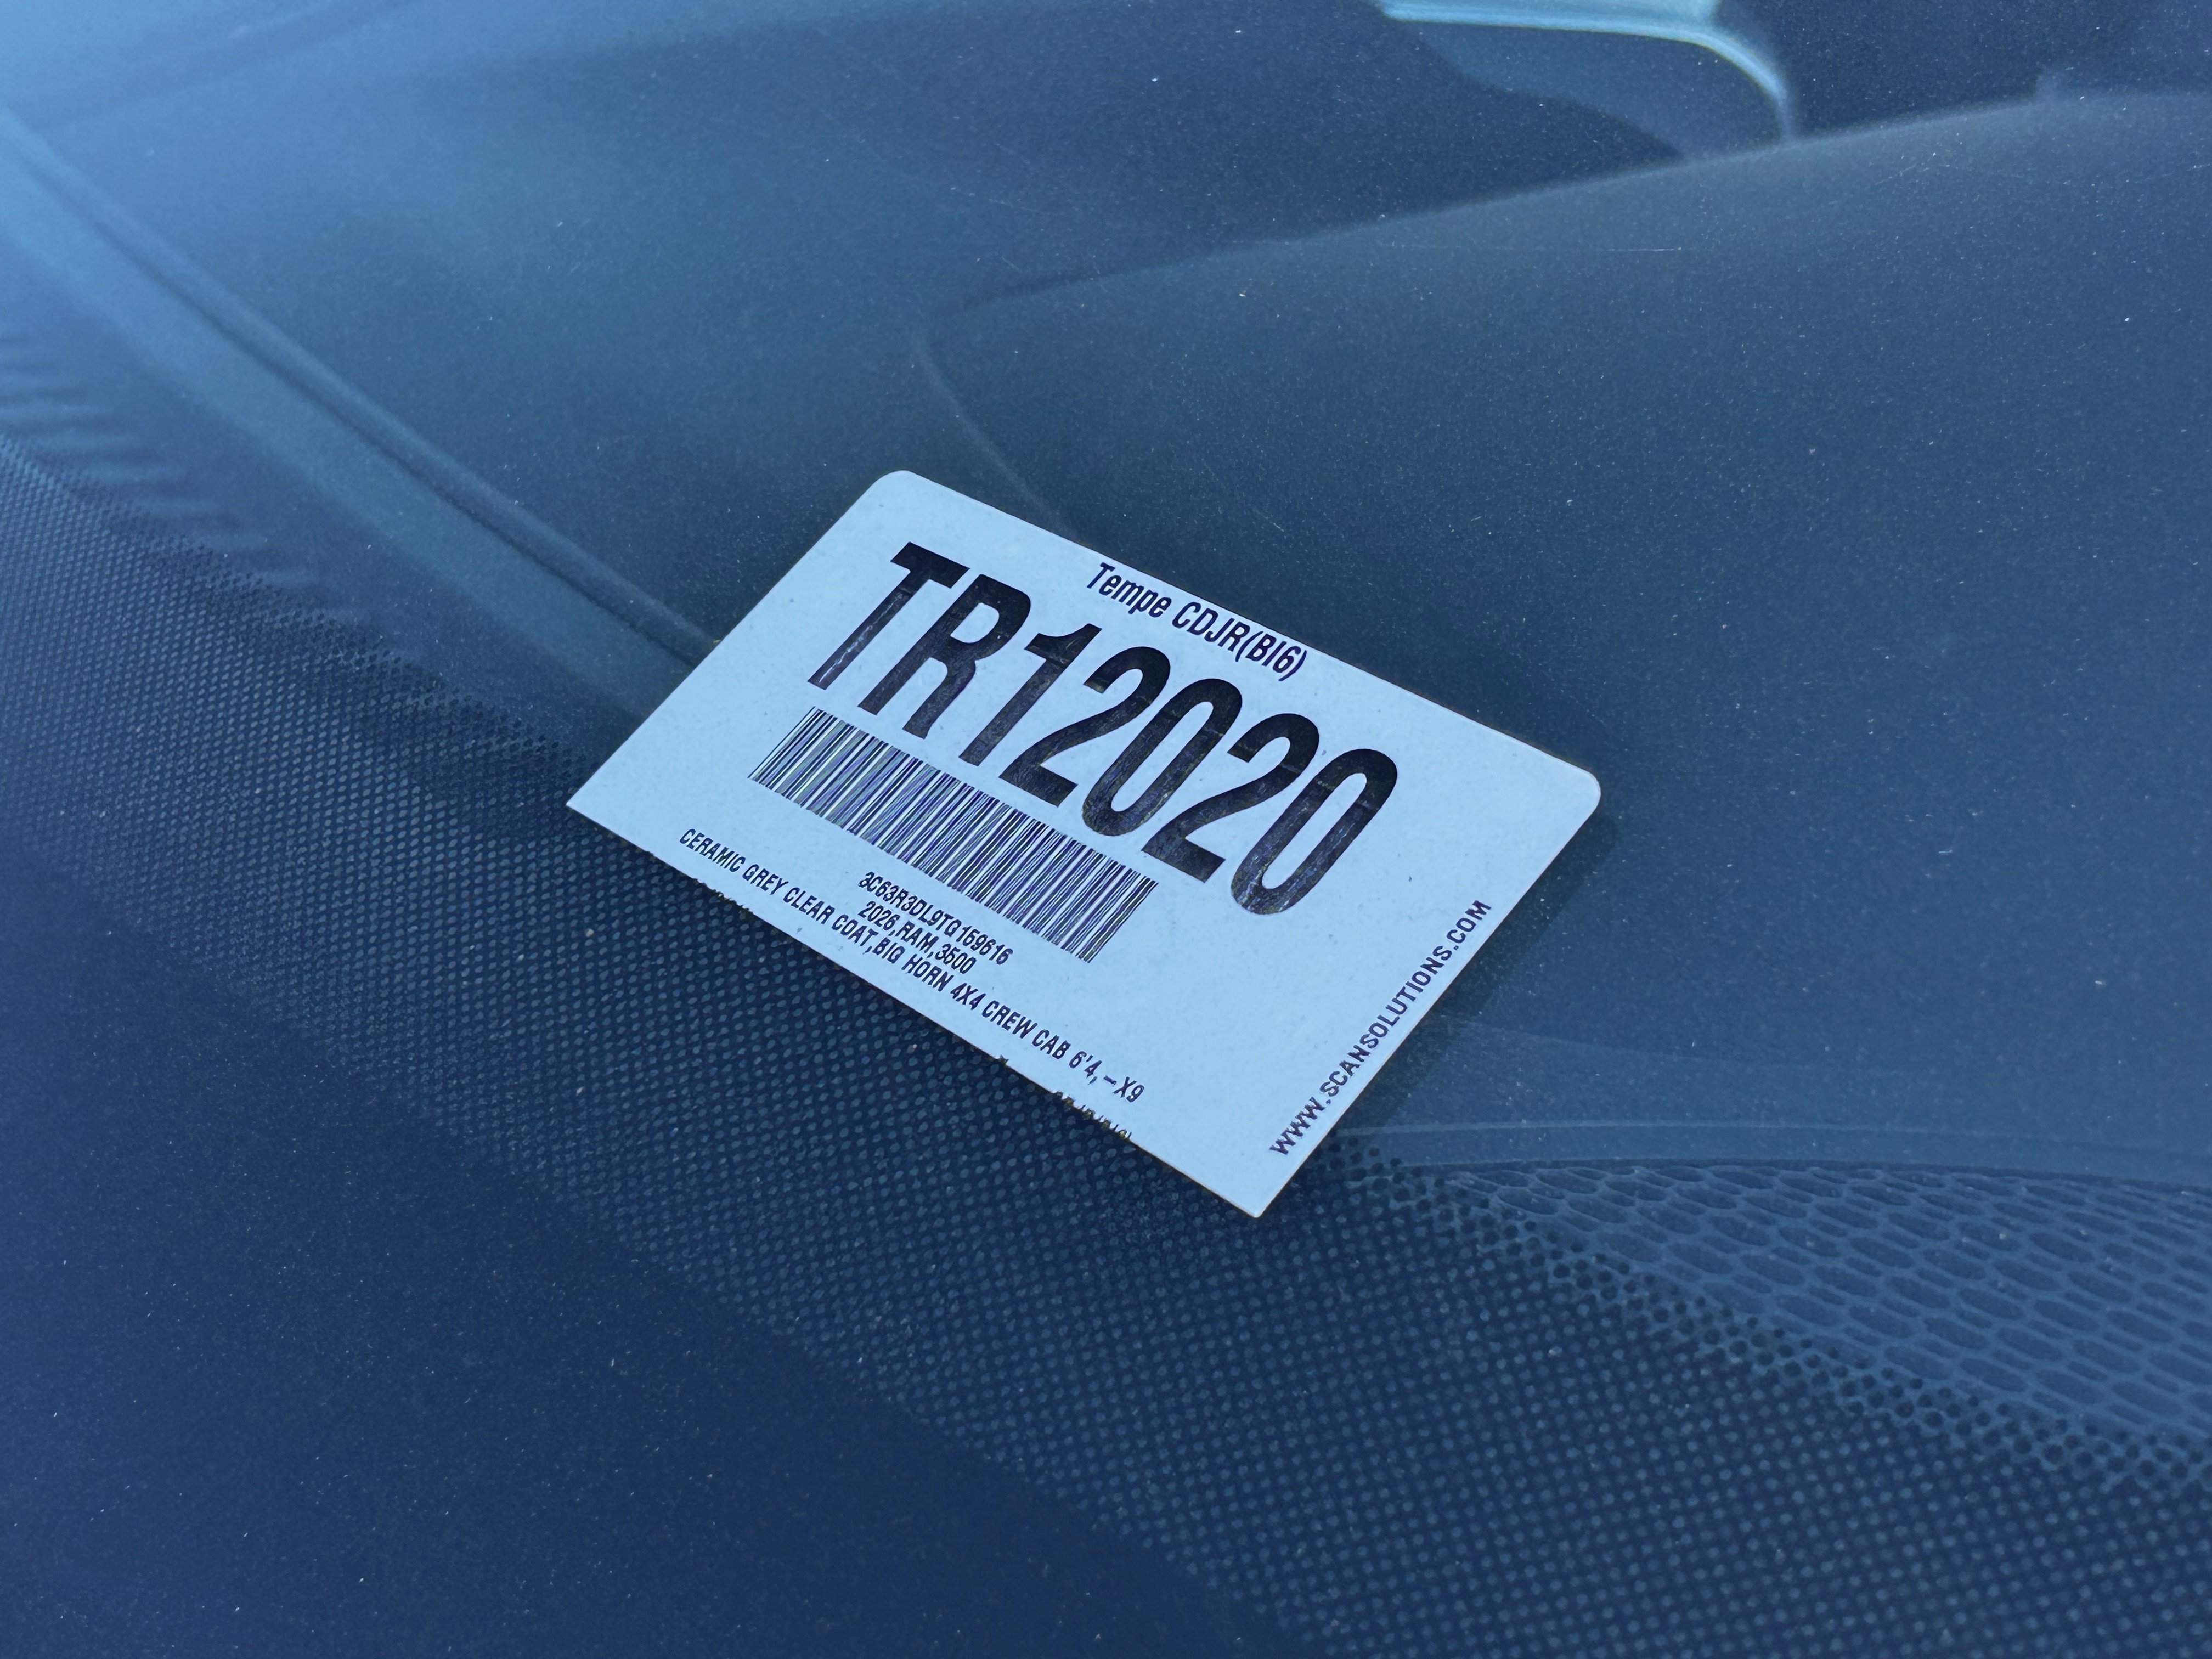 Tempe CDJR(BI6)
TR12020
3C63R3DL9TG159616
2026,RAM,3500
CERAMIC GREY CLEAR COAT,BIG HORN 4X4 CREW CAB 6'4,-X9
WWW.SCANSOLUTIONS.COM